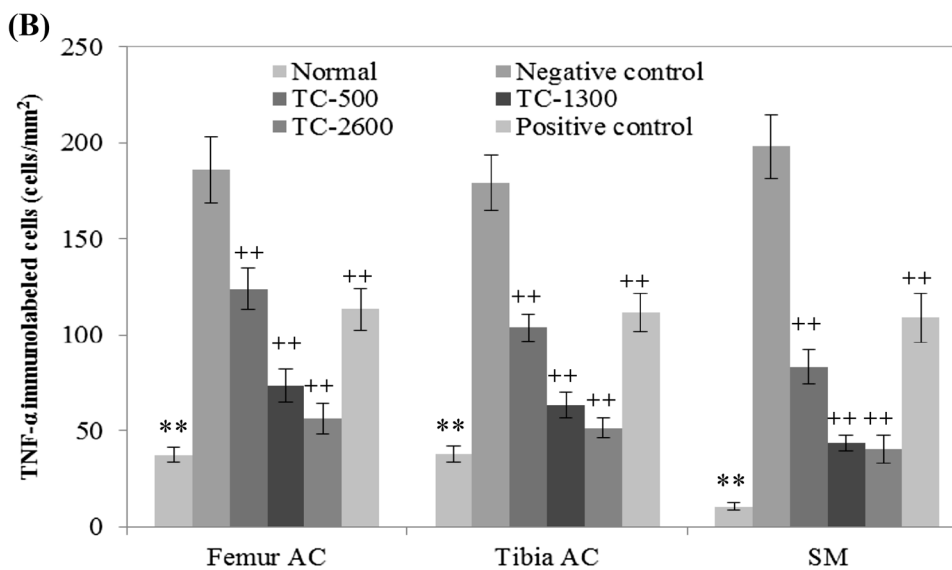 (B)
250
Normal Negative control
TC-500 TC-1300
TC-2600 Positive control
200
150
100
50
0
TNF-α immunolabeled cells (cells/mm²)
++ ++ ++ ++
++ ++ ++ ++
++ ++ ++ ++
** ** **
Femur AC Tibia AC SM